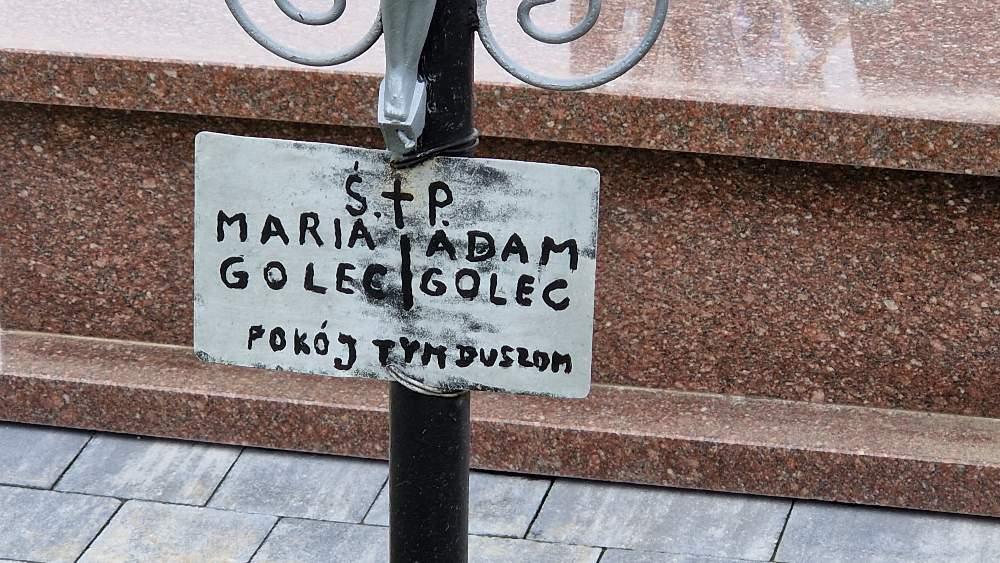 Ś.†P.
MARIA | ADAM
GOLEC | GOLEC
POKÓJ TYM DUSZOM